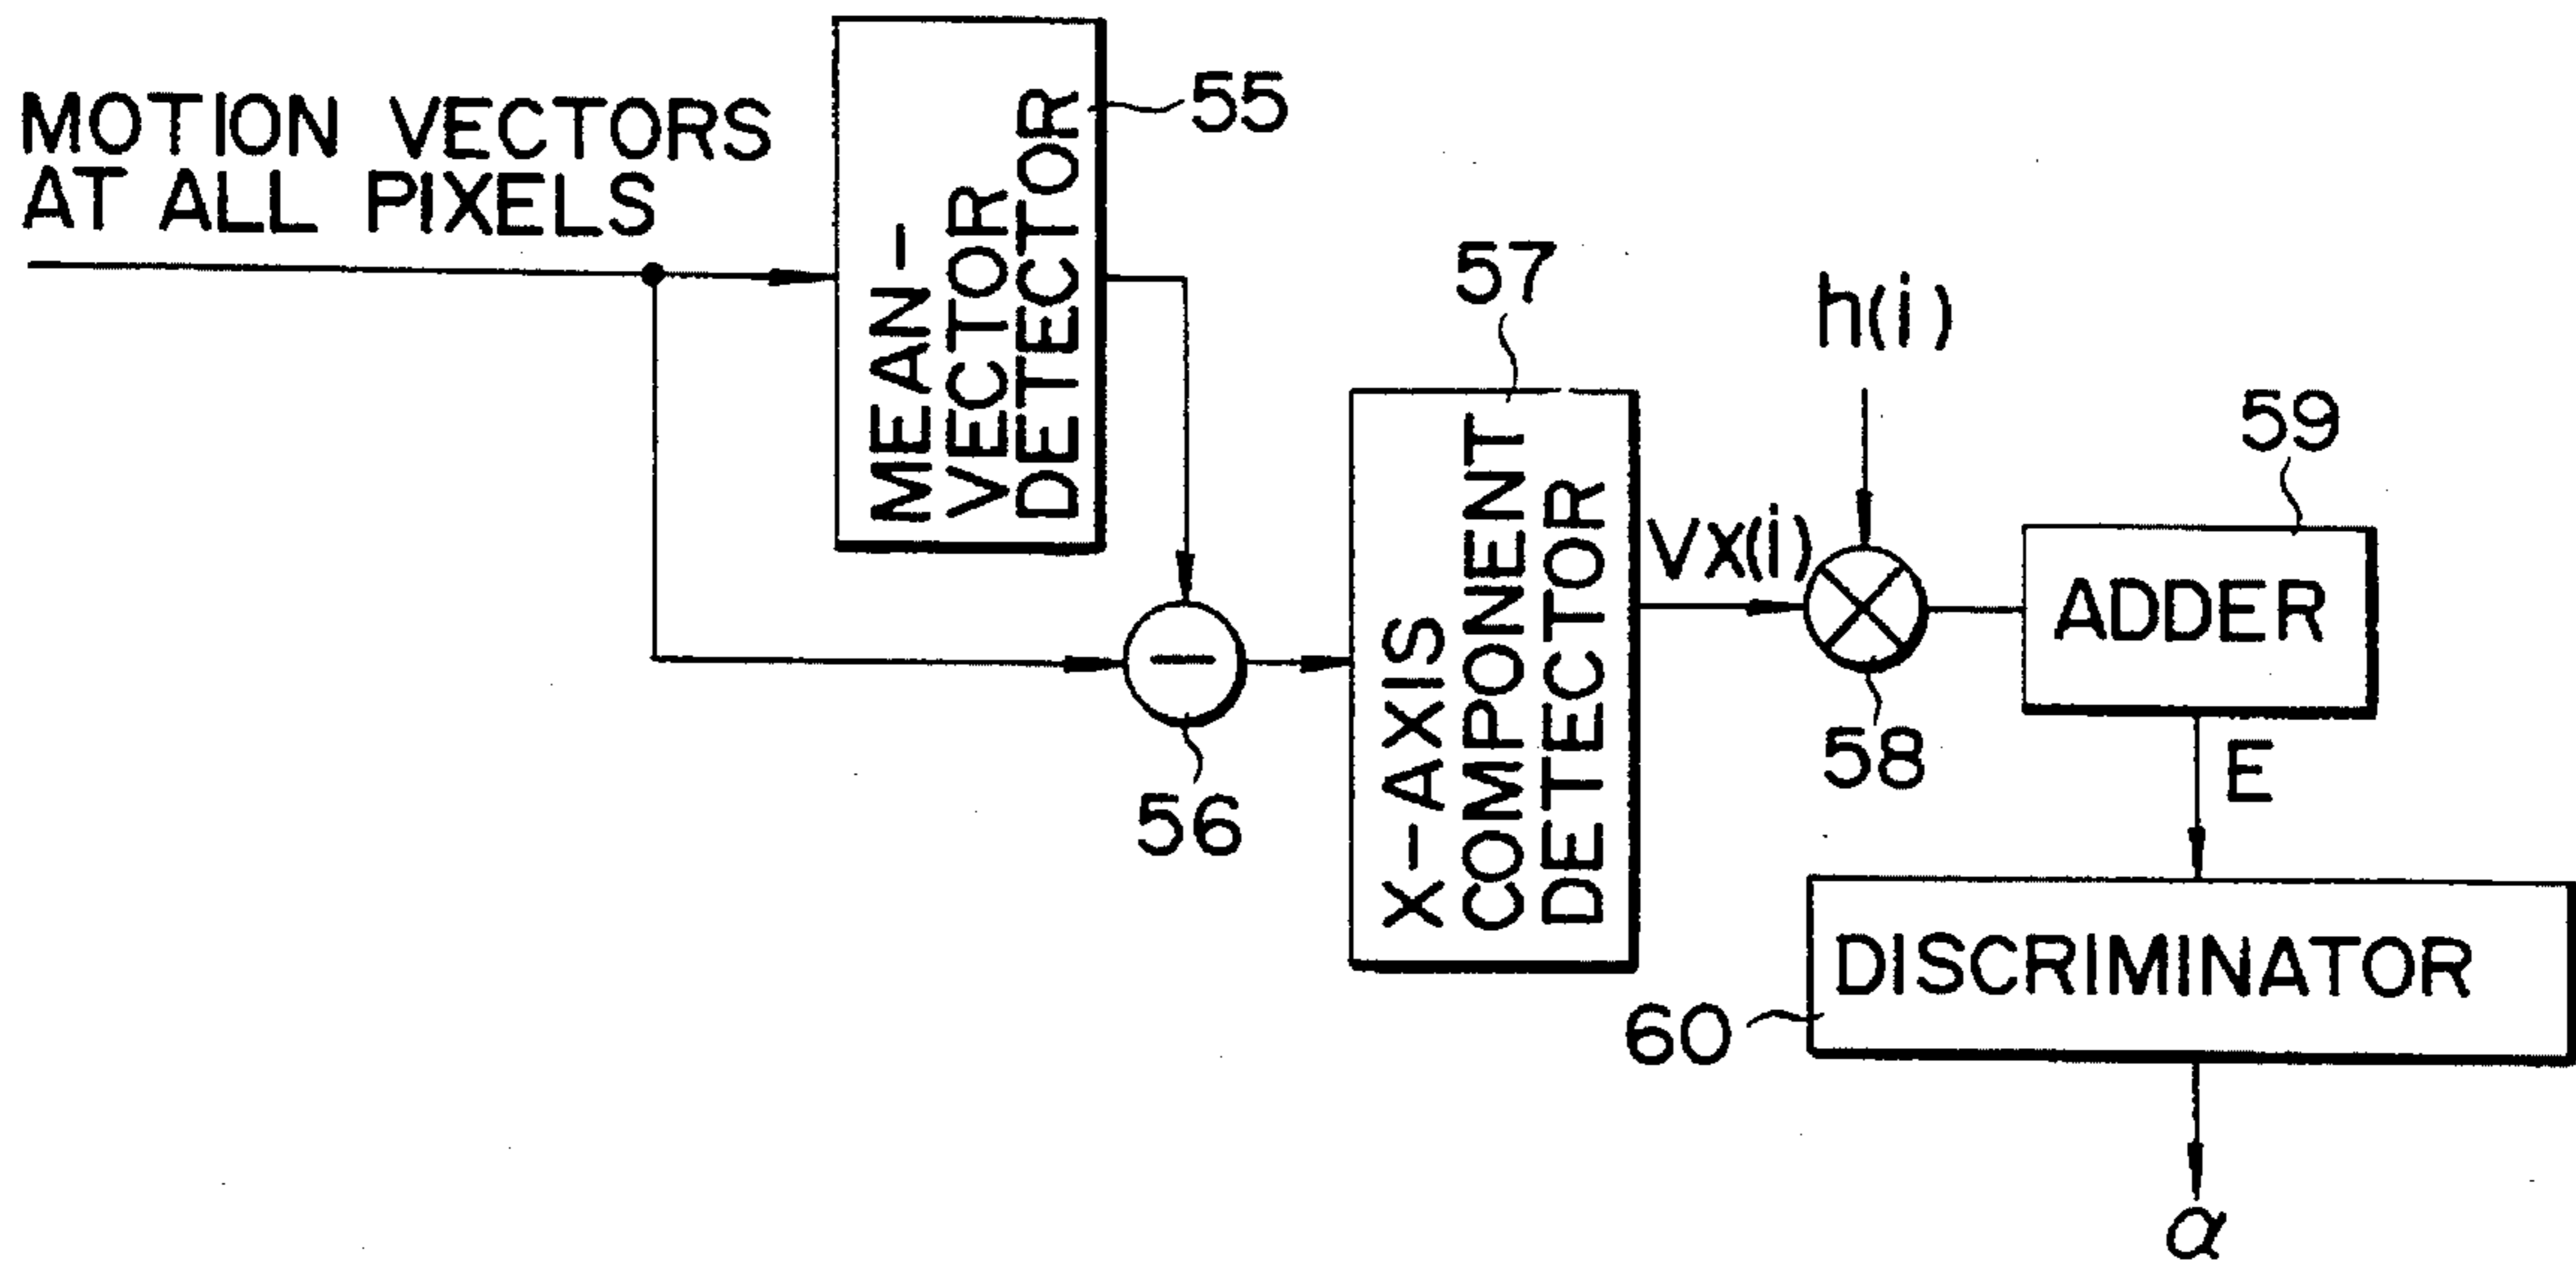 MOTION VECTORS
AT ALL PIXELS
MEAN-
VECTOR
DETECTOR
55
56
57
X-AXIS
COMPONENT
DETECTOR
VX(i)
h(i)
58
59
ADDER
E
60
DISCRIMINATOR
α